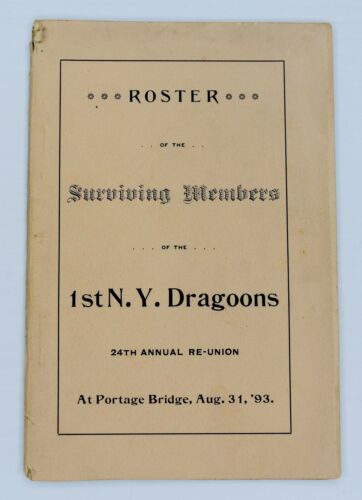 ROSTER
OF THE
Surviving Members
OF THE
1st N. Y. Dragoons
24TH ANNUAL RE-UNION
At Portage Bridge, Aug. 31, '93.